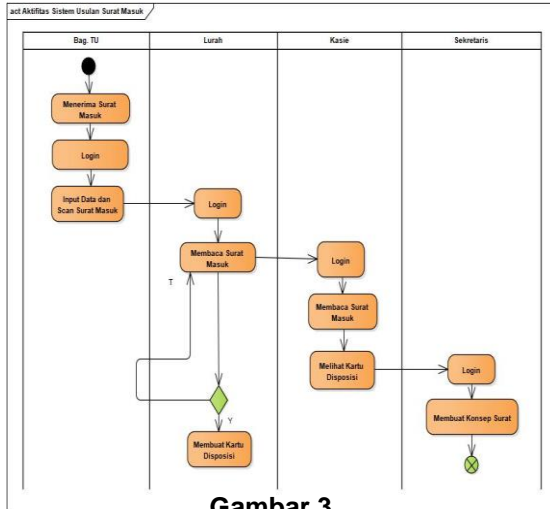 act Aktifitas Sistem Usulan Surat Masuk
Bag. TU
Lurah
Kasie
Sekretaris
Menerima Surat
Masuk
Login
Input Data dan
Scan Surat Masuk
Login
Membaca Surat
Masuk
T
Y
Membuat Kartu
Disposisi
Login
Membaca Surat
Masuk
Melihat Kartu
Disposisi
Login
Membuat Konsep Surat
Gambar 3